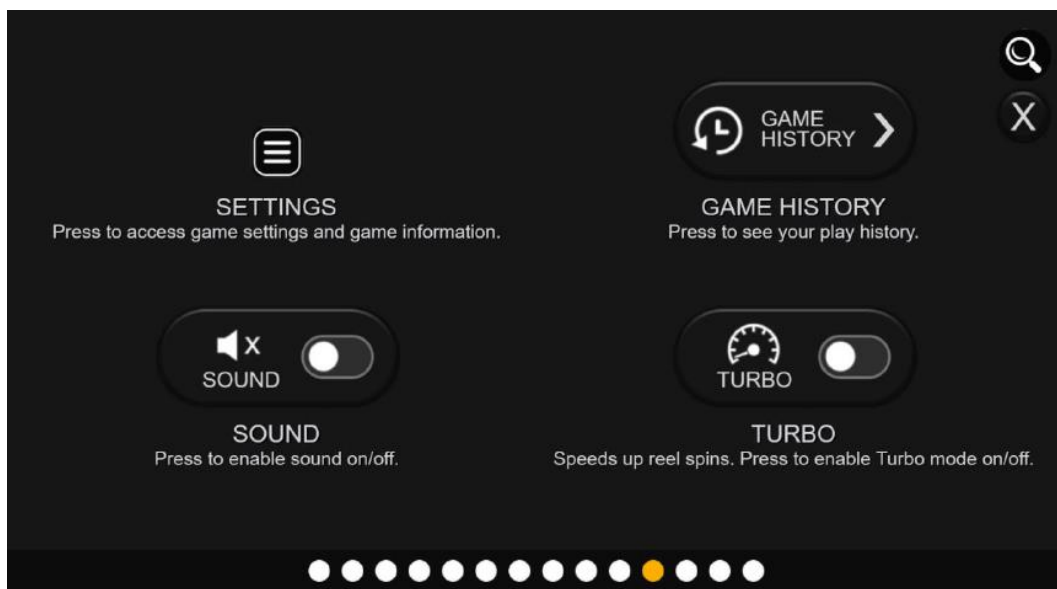 GAME
HISTORY
X
SETTINGS
Press to access game settings and game information.
GAME HISTORY
Press to see your play history.
X
SOUND
TURBO
SOUND
Press to enable sound on/off.
TURBO
Speeds up reel spins. Press to enable Turbo mode on/off.